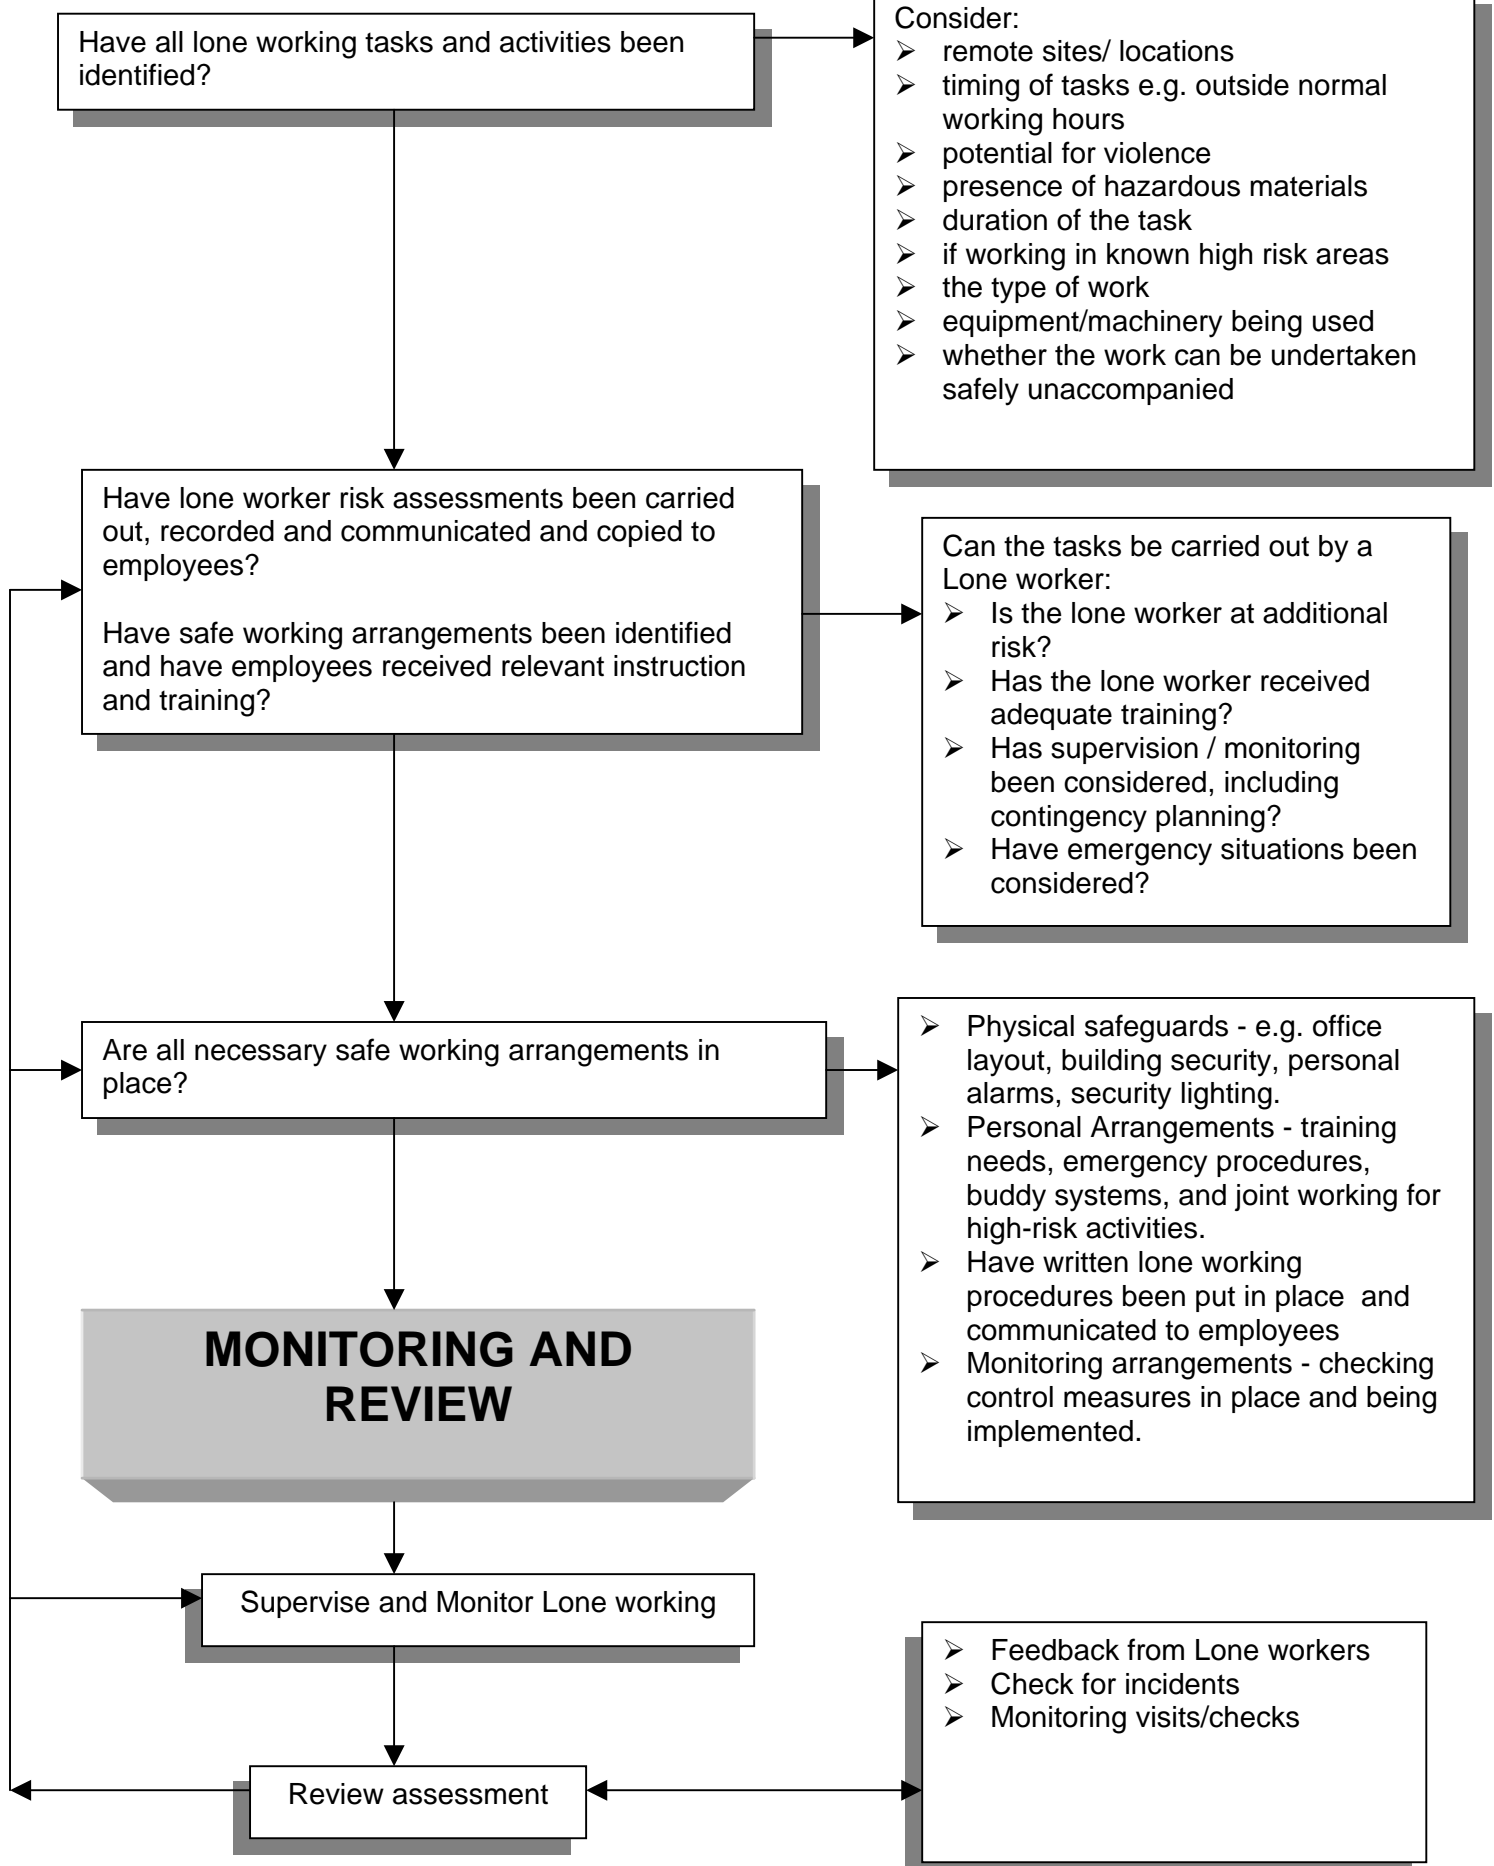 Have all lone working tasks and activities been
identified?
Consider:
➢ remote sites/ locations
➢ timing of tasks e.g. outside normal
working hours
➢ potential for violence
➢ presence of hazardous materials
➢ duration of the task
➢ if working in known high risk areas
➢ the type of work
➢ equipment/machinery being used
➢ whether the work can be undertaken
safely unaccompanied
Have lone worker risk assessments been carried
out, recorded and communicated and copied to
employees?
Have safe working arrangements been identified
and have employees received relevant instruction
and training?
Can the tasks be carried out by a
Lone worker:
➢ Is the lone worker at additional
risk?
➢ Has the lone worker received
adequate training?
➢ Has supervision / monitoring
been considered, including
contingency planning?
➢ Have emergency situations been
considered?
Are all necessary safe working arrangements in
place?
➢ Physical safeguards - e.g. office
layout, building security, personal
alarms, security lighting.
➢ Personal Arrangements - training
needs, emergency procedures,
buddy systems, and joint working for
high-risk activities.
➢ Have written lone working
procedures been put in place  and
communicated to employees
➢ Monitoring arrangements - checking
control measures in place and being
implemented.
MONITORING AND
REVIEW
Supervise and Monitor Lone working
➢ Feedback from Lone workers
➢ Check for incidents
➢ Monitoring visits/checks
Review assessment